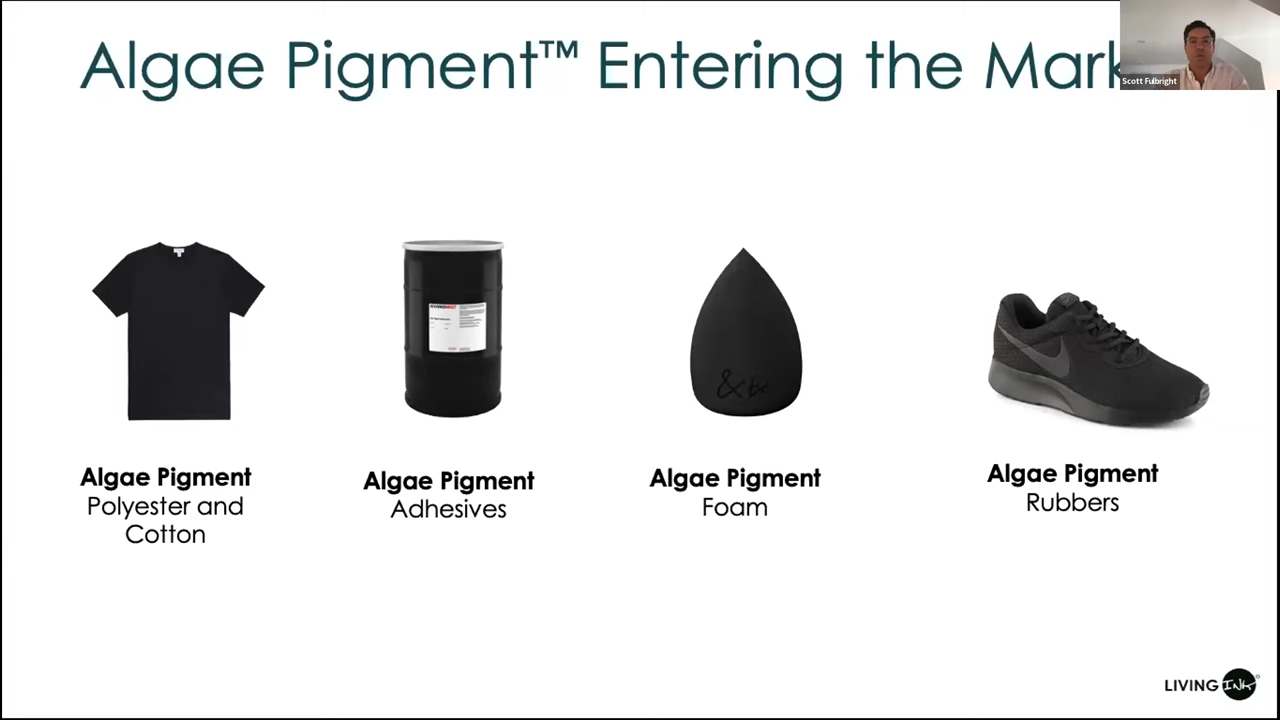 Algae Pigment™ Entering the Mark
Scott Fulbright
Algae Pigment
Polyester and
Cotton
Algae Pigment
Adhesives
Algae Pigment
Foam
Algae Pigment
Rubbers
LIVING INK